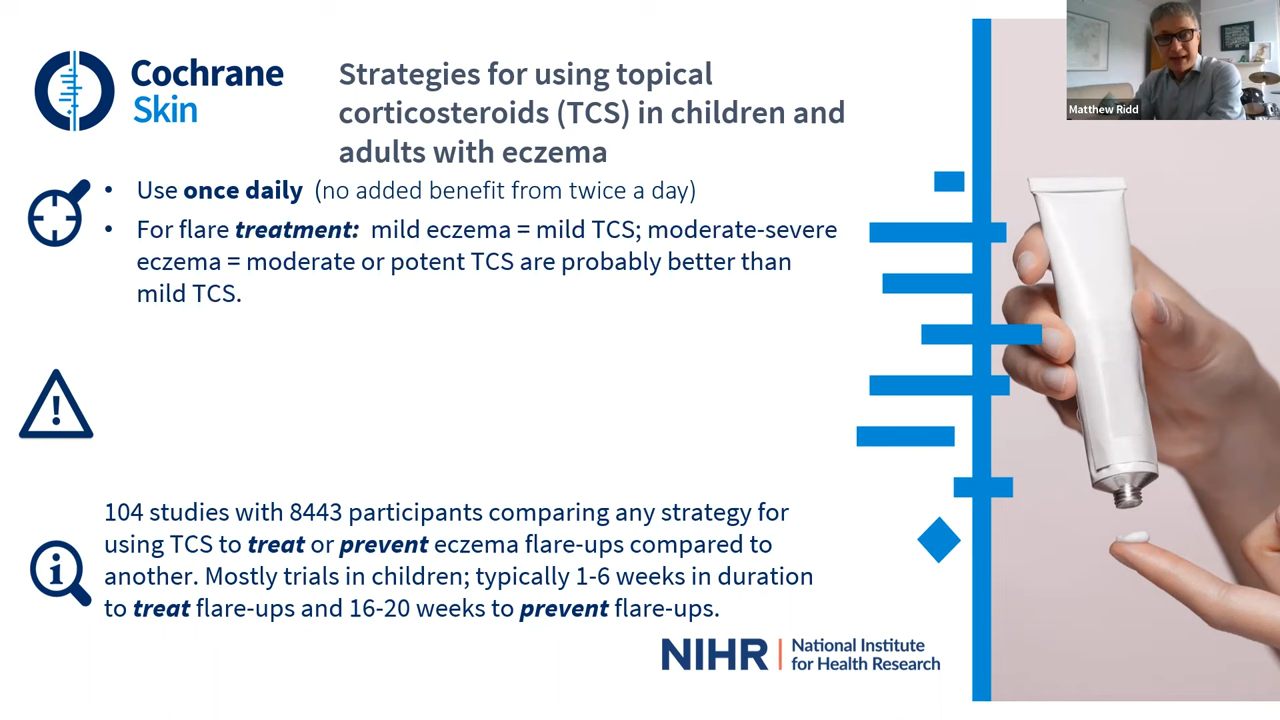 Cochrane
Skin
Strategies for using topical
corticosteroids (TCS) in children and
adults with eczema
Matthew Ridd
• Use once daily (no added benefit from twice a day)
• For flare treatment: mild eczema = mild TCS; moderate-severe
eczema = moderate or potent TCS are probably better than
mild TCS.
104 studies with 8443 participants comparing any strategy for
using TCS to treat or prevent eczema flare-ups compared to
another. Mostly trials in children; typically 1-6 weeks in duration
to treat flare-ups and 16-20 weeks to prevent flare-ups.
NIHR | National Institute
for Health Research